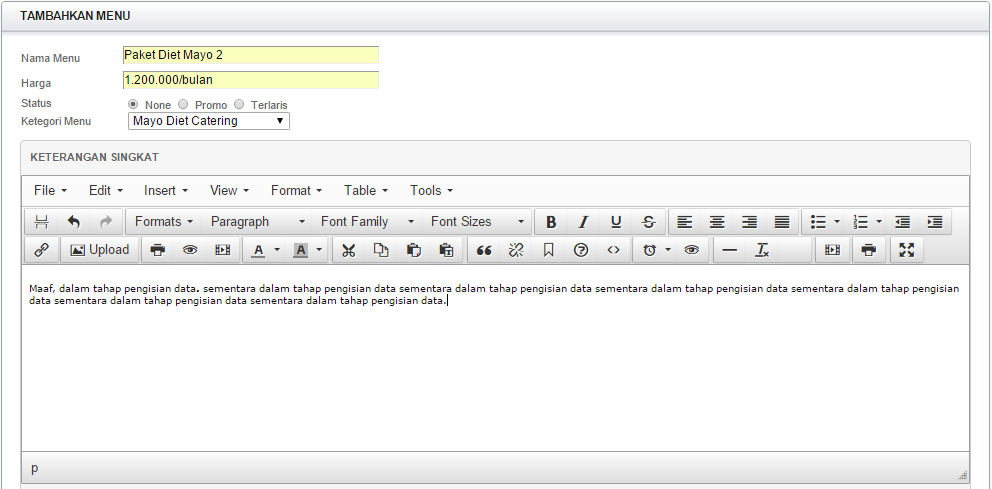 TAMBAHKAN MENU
Nama Menu Paket Diet Mayo 2
Harga 1.200.000/bulan
Status None Promo Terlaris
Ketegori Menu Mayo Diet Catering
KETERANGAN SINGKAT
File Edit Insert View Format Table Tools
Formats Paragraph Font Family Font Sizes B I U S
Upload A A
Maaf, dalam tahap pengisian data. sementara dalam tahap pengisian data sementara dalam tahap pengisian data sementara dalam tahap pengisian data sementara dalam tahap pengisian
data sementara dalam tahap pengisian data sementara dalam tahap pengisian data.
p